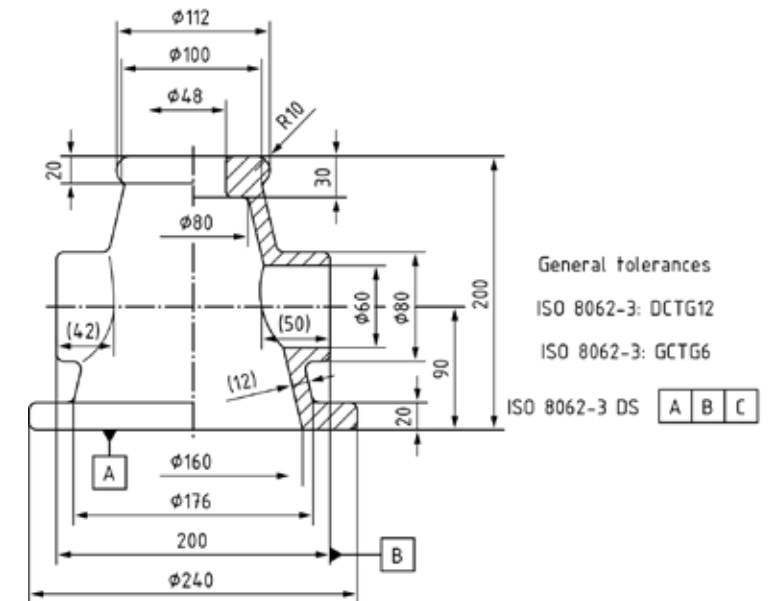 ϕ112
ϕ100
ϕ48
R10
20
30
ϕ80
200
General tolerances
ISO 8062-3: DCTG12
ISO 8062-3: GCTG6
ISO 8062-3 DS A B C
(42)
(50)
ϕ60
ϕ80
90
(12)
20
A
ϕ160
ϕ176
200
B
ϕ240